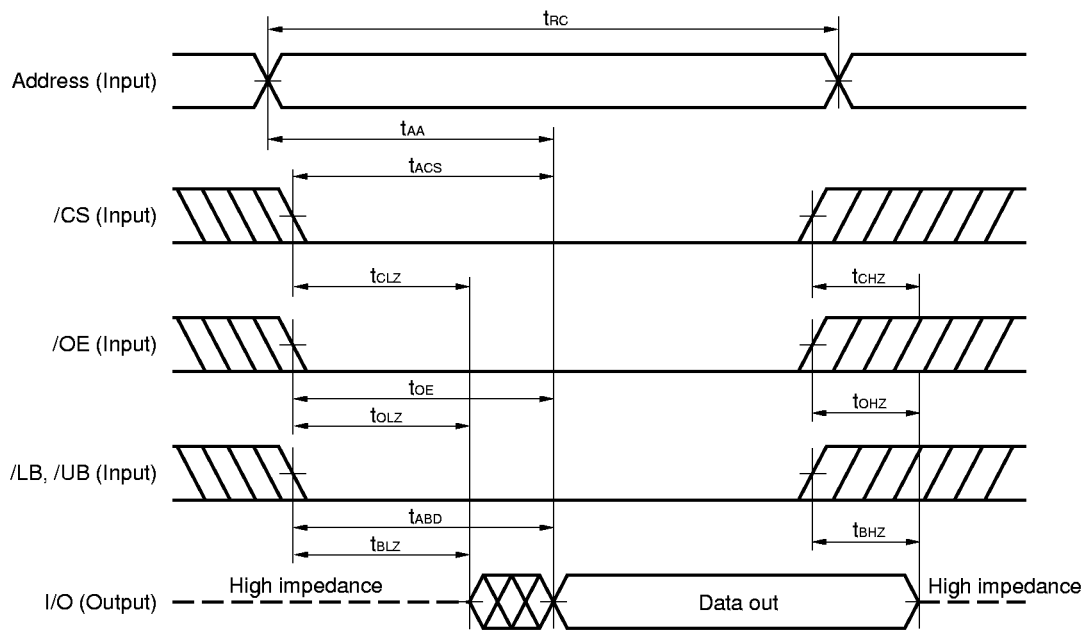 tRC
Address (Input)
tAA
tACS
/CS (Input)
tCLZ
tCHZ
/OE (Input)
tOE
tOLZ
tOHZ
/LB, /UB (Input)
tABD
tBLZ
tBHZ
I/O (Output)
High impedance
Data out
High impedance